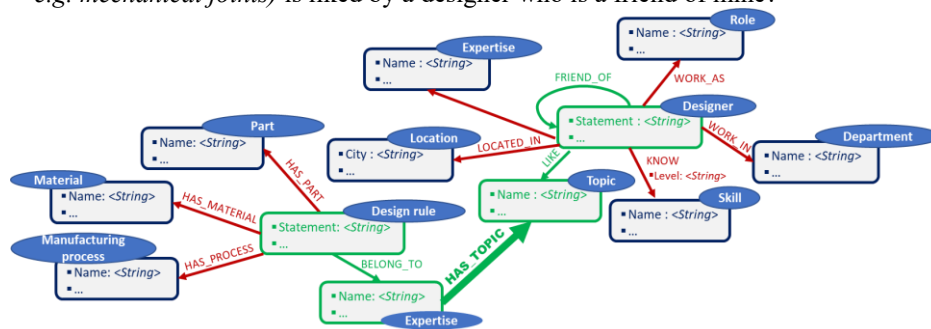 e.g. mechanical joints) is liked by a designer who is a friend of mine?
Role
Name : <String>
...
Expertise
Name : <String>
...
FRIEND_OF
WORK_AS
Designer
Statement : <String>
...
Part
Name: <String>
...
Location
City : <String>
...
LOCATED_IN
WORK_IN
Department
Name : <String>
...
LIKE
KNOW
Level: <String>
HAS_PART
Material
Name: <String>
...
HAS_MATERIAL
Topic
Name : <String>
...
Skill
Name : <String>
...
Design rule
Statement: <String>
...
Manufacturing
process
Name: <String>
...
HAS_PROCESS
BELONG_TO
HAS_TOPIC
Name: <String>
...
Expertise